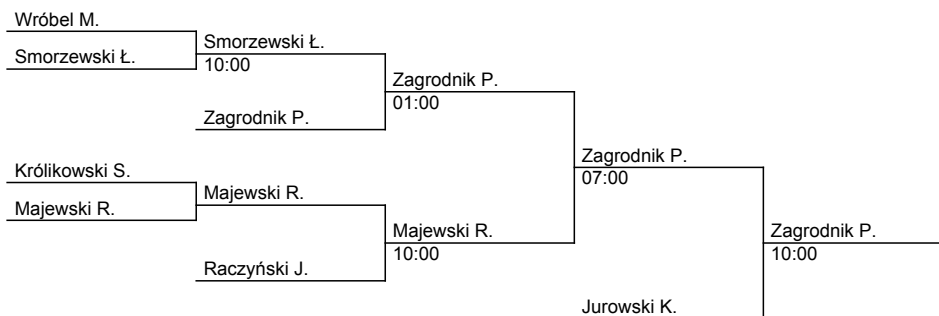 Wróbel M.
Smorzewski Ł.
Smorzewski Ł.
10:00
Zagrodnik P.
01:00
Zagrodnik P.
Zagrodnik P.
07:00
Królikowski S.
Majewski R.
Majewski R.
Majewski R.
10:00
Raczyński J.
Zagrodnik P.
10:00
Jurowski K.